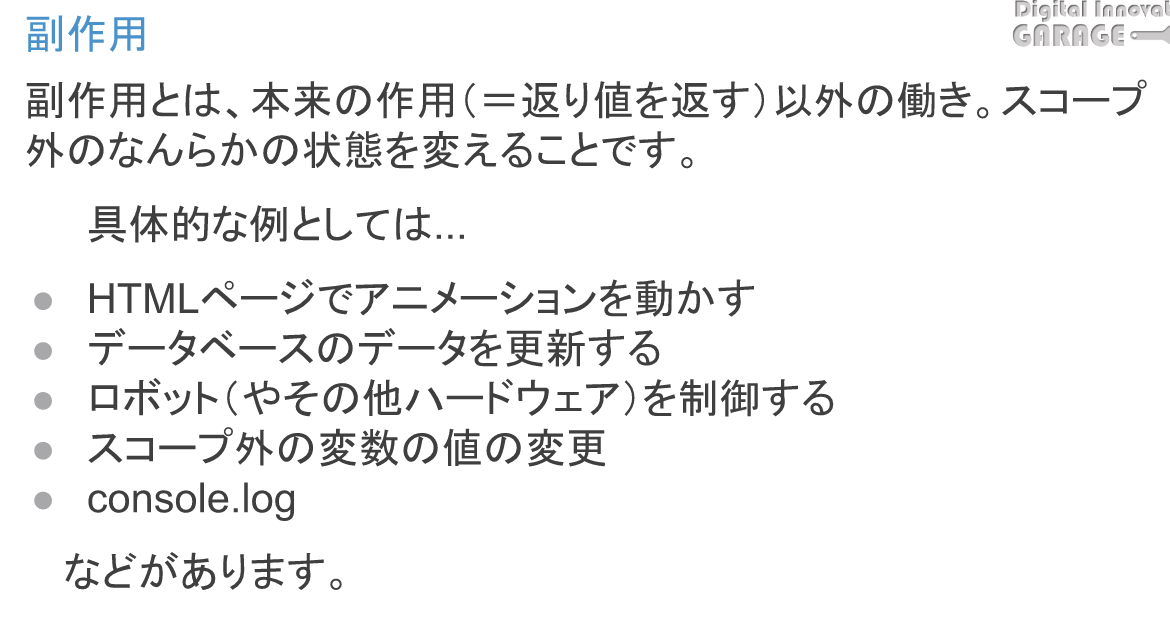 副作用
Digital Innovat
GARAGE
副作用とは、本来の作用（＝返り値を返す）以外の働き。スコープ
外のなんらかの状態を変えることです。
具体的な例としては...
● HTMLページでアニメーションを動かす
● データベースのデータを更新する
● ロボット（やその他ハードウェア）を制御する
● スコープ外の変数の値の変更
● console.log
などがあります。